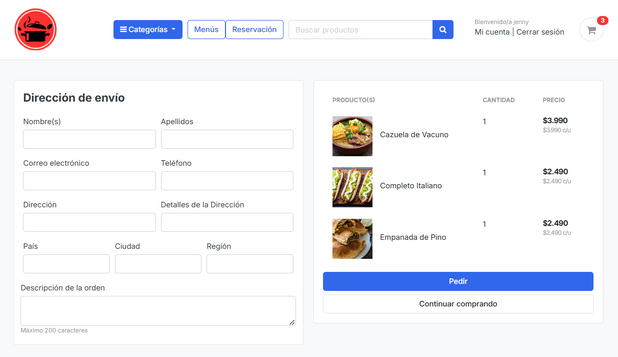 Categorías
Menús
Reservación
Buscar productos
Bienvenido/a jenny
Mi cuenta | Cerrar sesión
3
Dirección de envío
Nombre(s)
Apellidos
Correo electrónico
Teléfono
Dirección
Detalles de la Dirección
País
Ciudad
Región
Descripción de la orden
Máximo 200 caracteres
PRODUCTO(S)
CANTIDAD
PRECIO
Cazuela de Vacuno
1
$3.990
$3.990 c/u
Completo Italiano
1
$2.490
$2.490 c/u
Empanada de Pino
1
$2.490
$2.490 c/u
Pedir
Continuar comprando